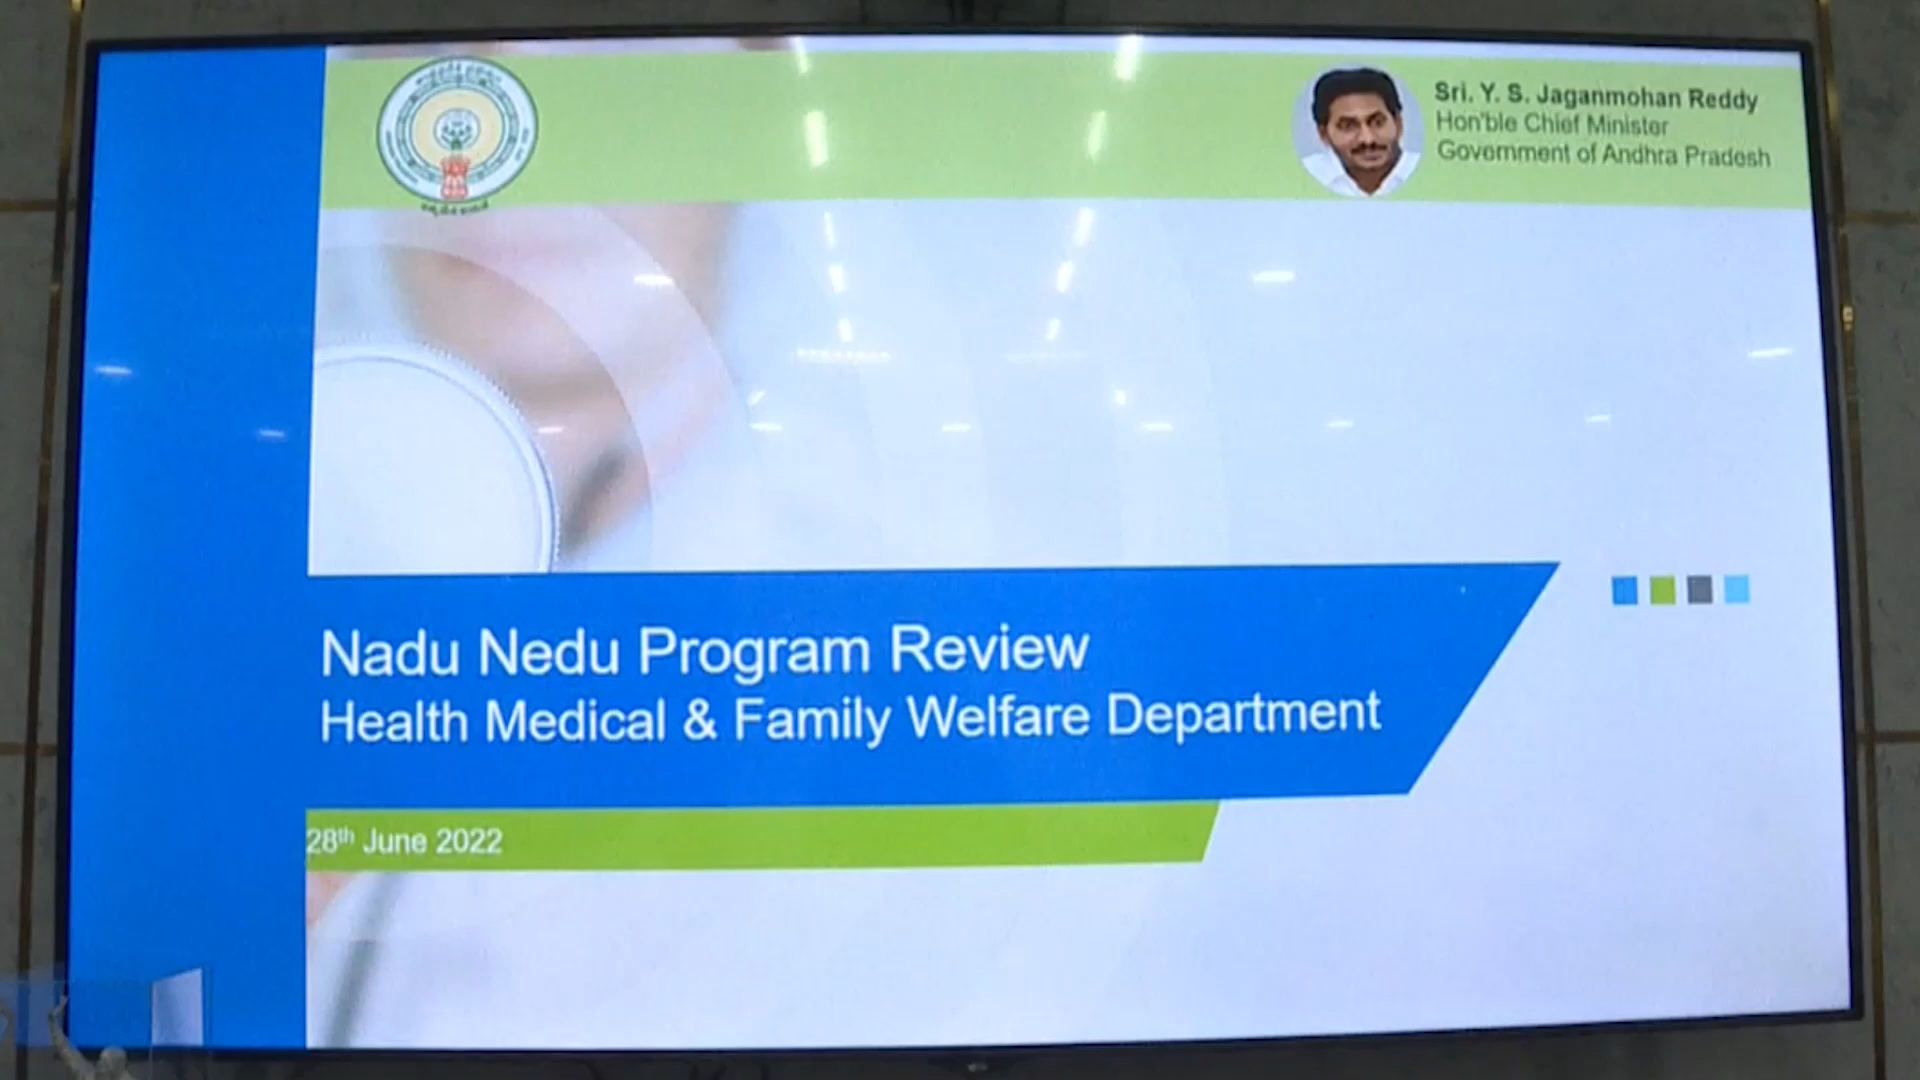 Sri. Y. S. Jaganmohan Reddy
Hon'ble Chief Minister
Government of Andhra Pradesh
Nadu Nedu Program Review
Health Medical & Family Welfare Department
28th June 2022